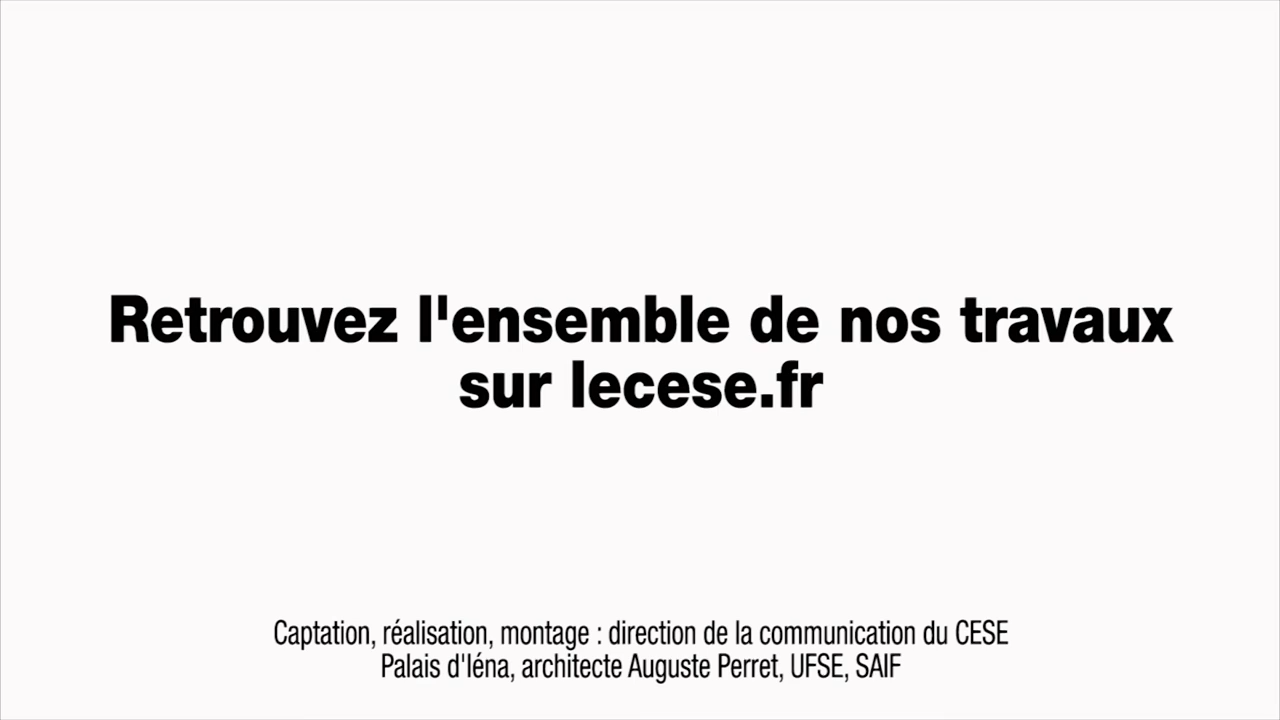 Retrouvez l'ensemble de nos travaux
sur lecese.fr
Captation, réalisation, montage : direction de la communication du CESE
Palais d'Iéna, architecte Auguste Perret, UFSE, SAIF